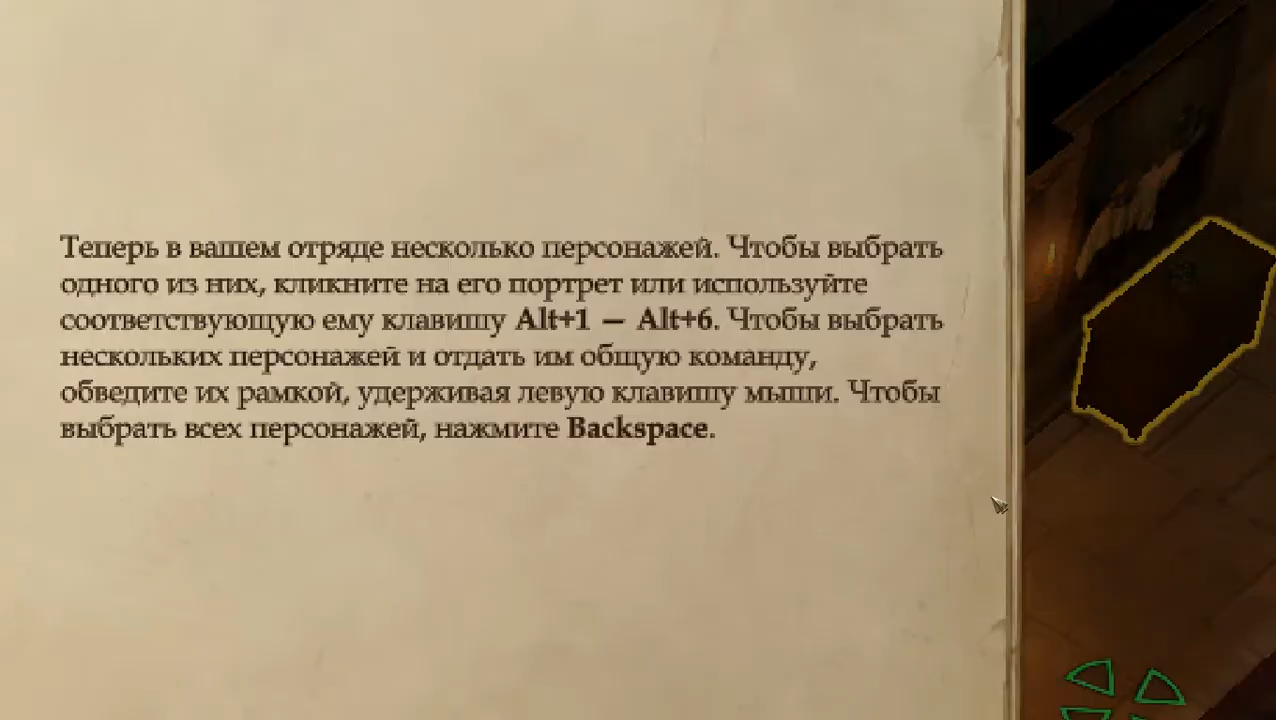 Теперь в вашем отряде несколько персонажей. Чтобы выбрать
одного из них, кликните на его портрет или используйте
соответствующую ему клавишу Alt+1 — Alt+6. Чтобы выбрать
нескольких персонажей и отдать им общую команду,
обведите их рамкой, удерживая левую клавишу мыши. Чтобы
выбрать всех персонажей, нажмите Backspace.